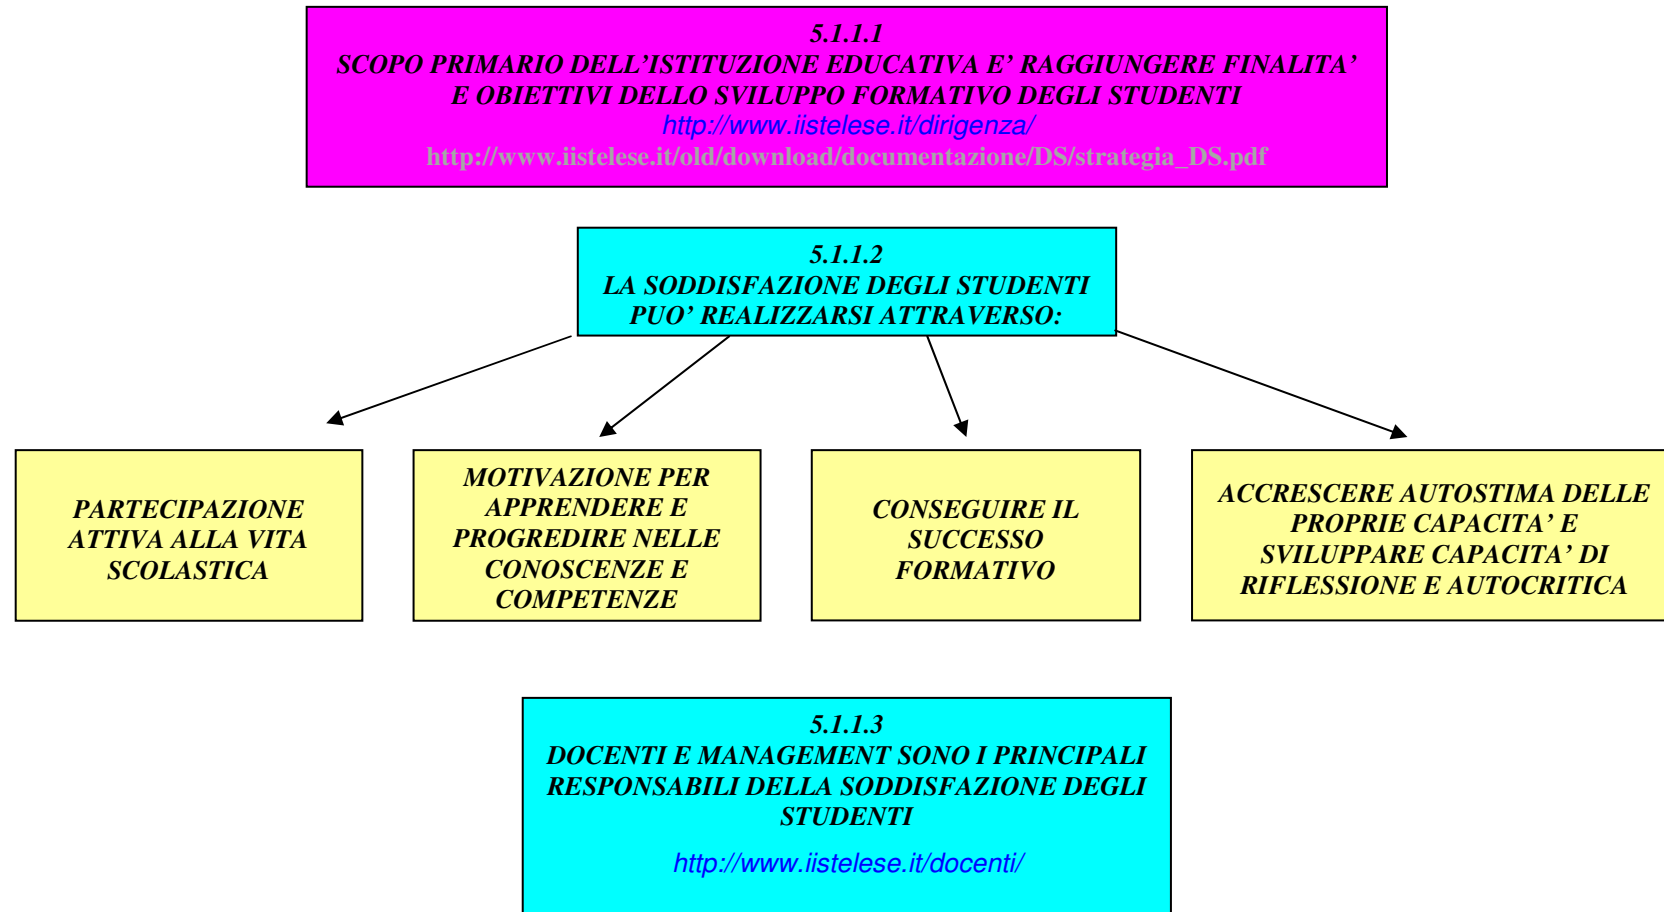 5.1.1.1
SCOPO PRIMARIO DELL’ISTITUZIONE EDUCATIVA E’ RAGGIUNGERE FINALITA’
E OBIETTIVI DELLO SVILUPPO FORMATIVO DEGLI STUDENTI
http://www.iistelese.it/dirigenza/
http://www.iistelese.it/old/download/documentazione/DS/strategia_DS.pdf
5.1.1.2
LA SODDISFAZIONE DEGLI STUDENTI
PUO’ REALIZZARSI ATTRAVERSO:
PARTECIPAZIONE
ATTIVA ALLA VITA
SCOLASTICA
MOTIVAZIONE PER
APPRENDERE E
PROGREDIRE NELLE
CONOSCENZE E
COMPETENZE
CONSEGUIRE IL
SUCCESSO
FORMATIVO
ACCRESCERE AUTOSTIMA DELLE
PROPRIE CAPACITA’ E
SVILUPPARE CAPACITA’ DI
RIFLESSIONE E AUTOCRITICA
5.1.1.3
DOCENTI E MANAGEMENT SONO I PRINCIPALI
RESPONSABILI DELLA SODDISFAZIONE DEGLI
STUDENTI
http://www.iistelese.it/docenti/